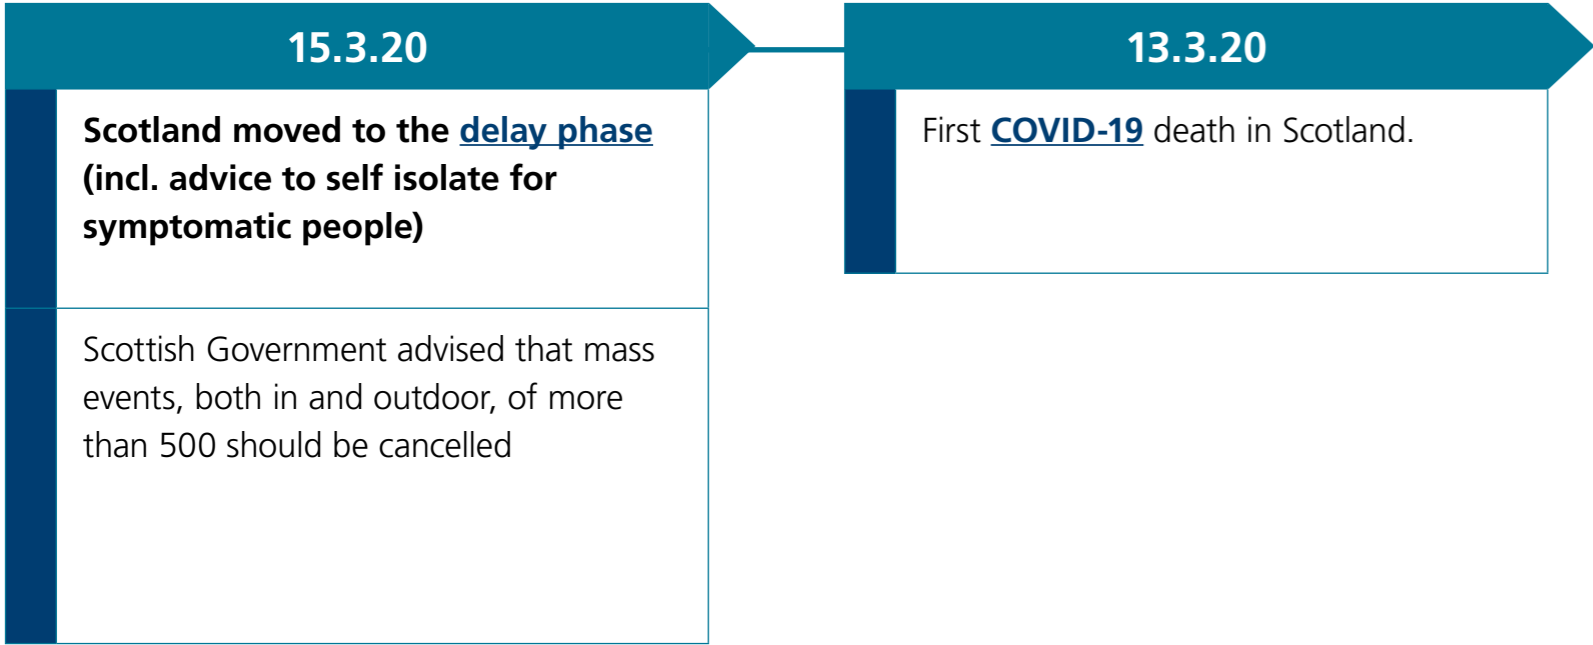 15.3.20
Scotland moved to the delay phase
(incl. advice to self isolate for
symptomatic people)
Scottish Government advised that mass
events, both in and outdoor, of more
than 500 should be cancelled
13.3.20
First COVID-19 death in Scotland.